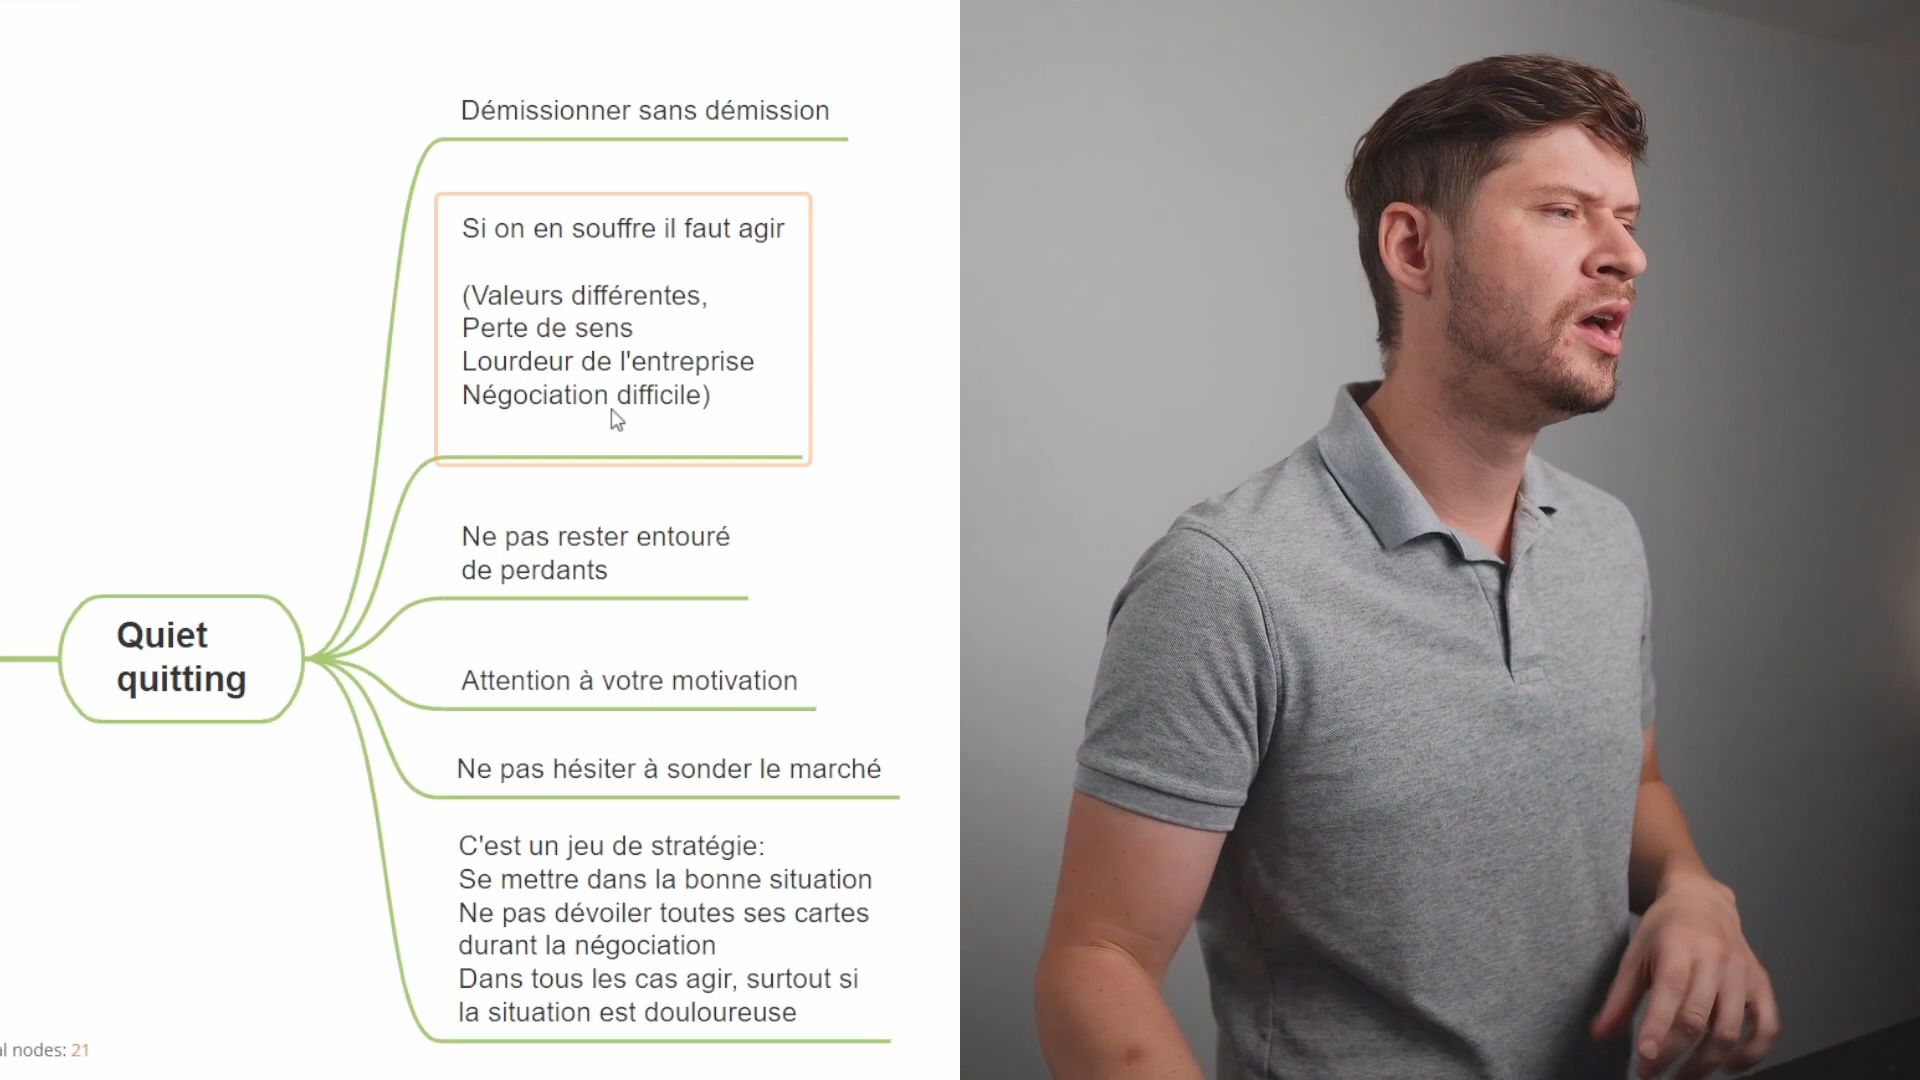 Démissionner sans démission
Si on en souffre il faut agir
(Valeurs différentes,
Perte de sens
Lourdeur de l'entreprise
Négociation difficile)
Ne pas rester entouré
de perdants
Quiet
quitting
Attention à votre motivation
Ne pas hésiter à sonder le marché
C'est un jeu de stratégie:
Se mettre dans la bonne situation
Ne pas dévoiler toutes ses cartes
durant la négociation
Dans tous les cas agir, surtout si
la situation est douloureuse
al nodes: 21